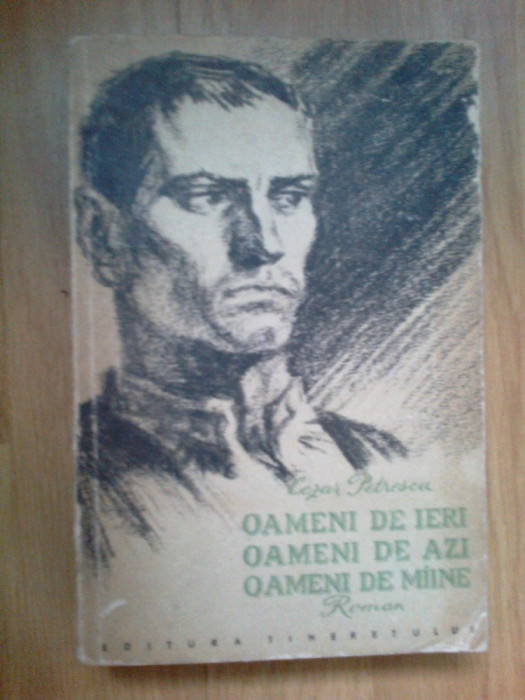 Cezar Petrescu
OAMENI DE IERI
OAMENI DE AZI
OAMENI DE MÎINE
Roman
EDITURA TINERETULUI